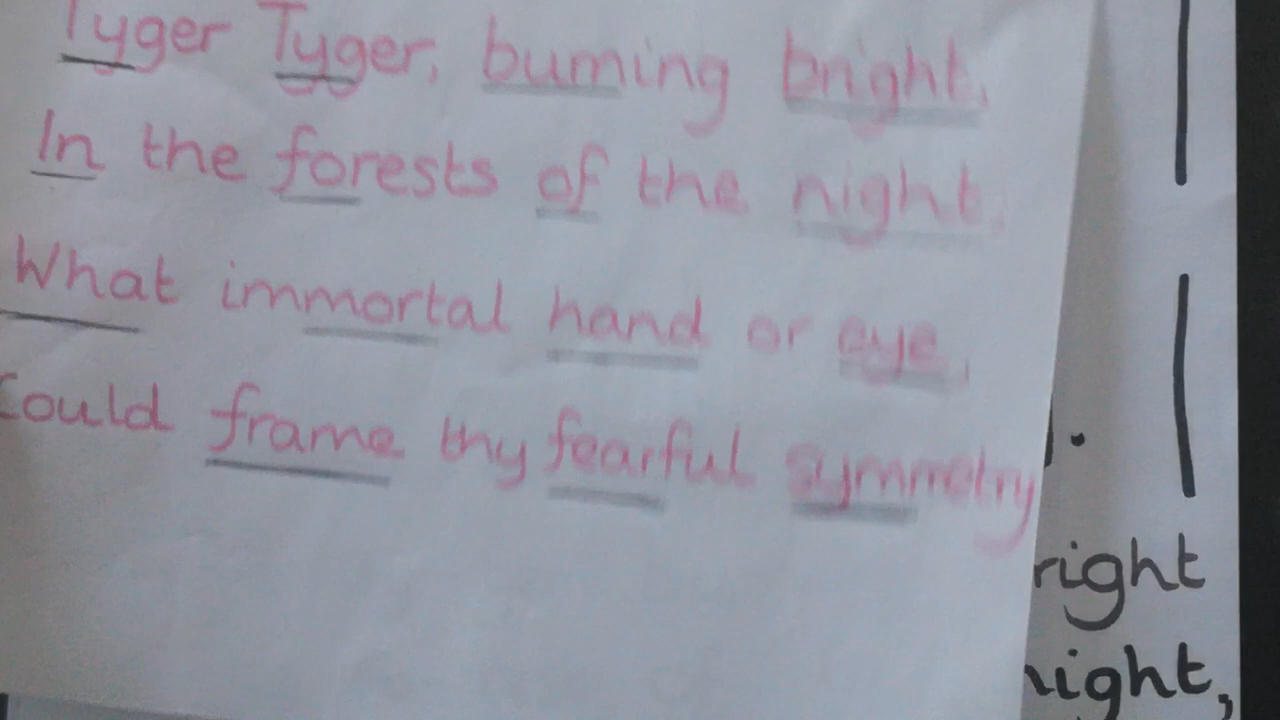 Tyger Tyger, burning bright,
In the forests of the night,
What immortal hand or eye,
Could frame thy fearful symmetry
right
night,